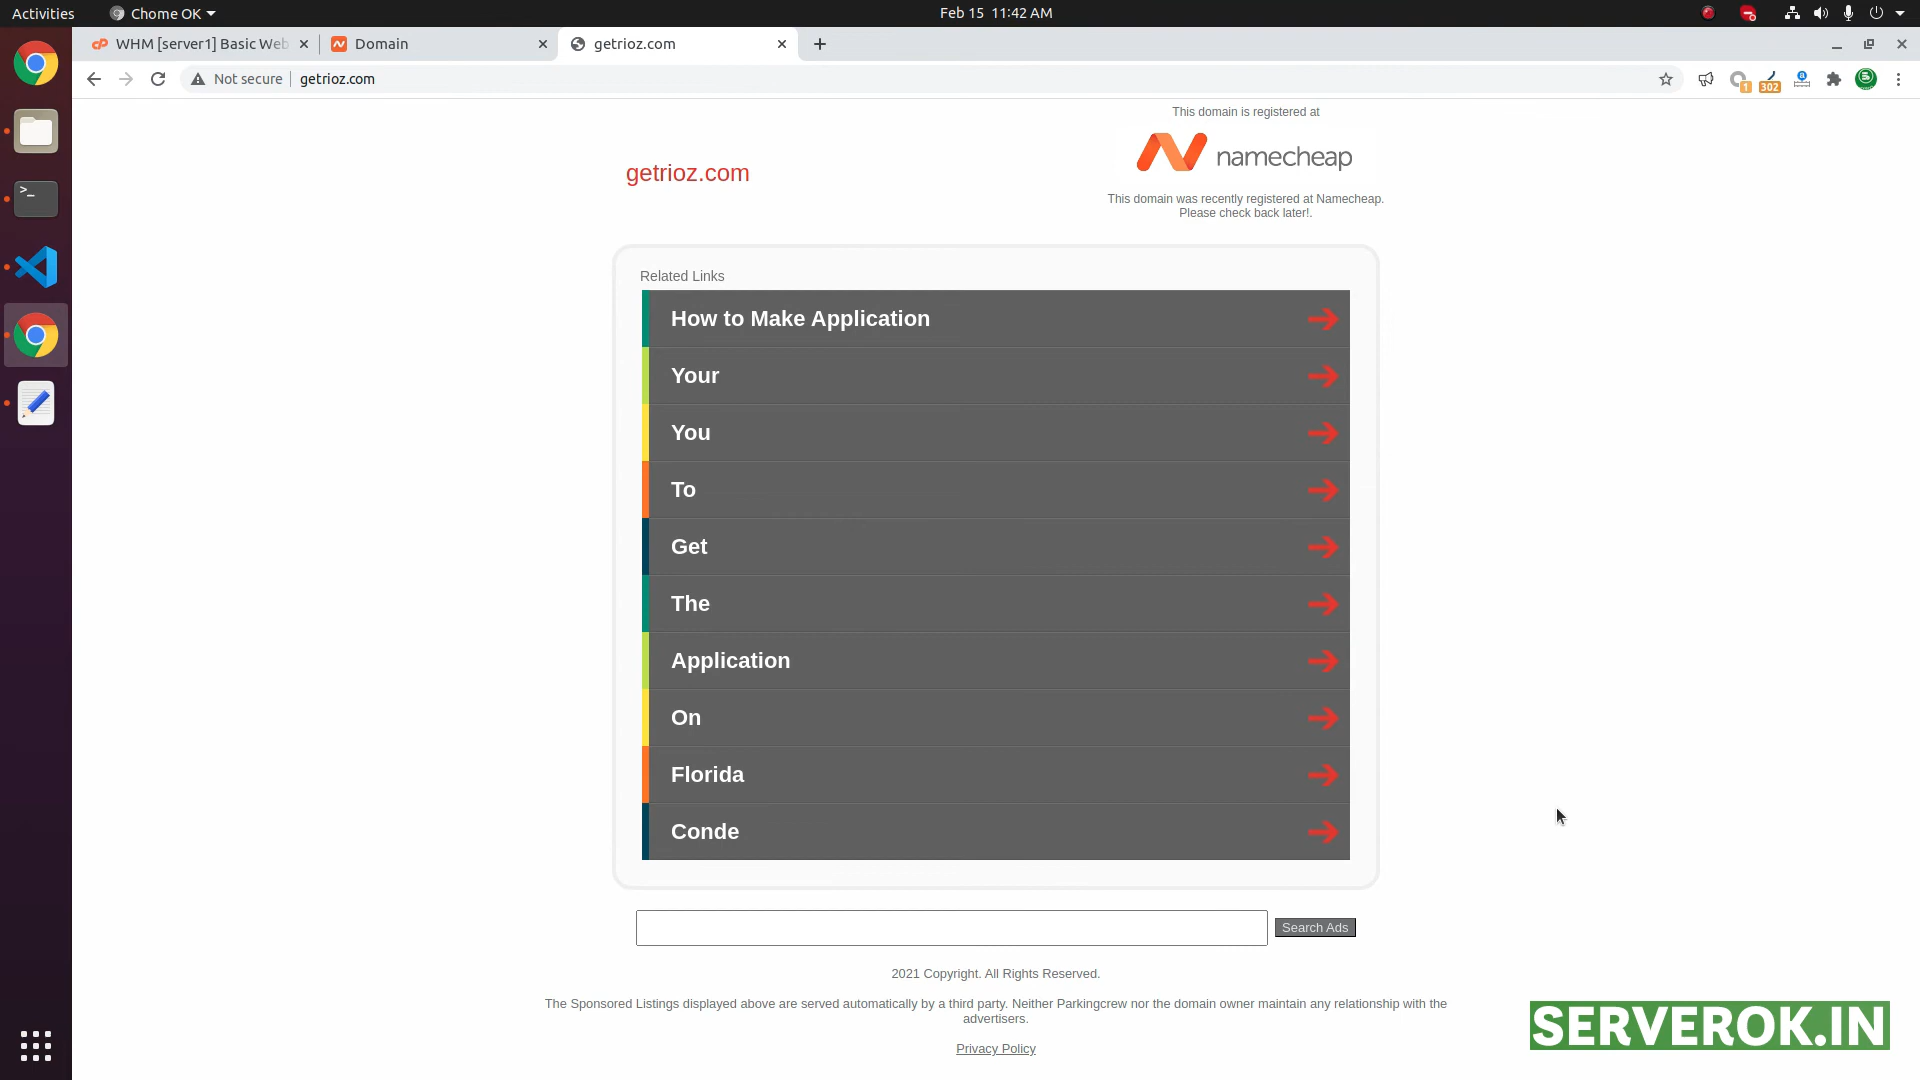 Activities
Chome OK
Feb 15 11:42 AM
WHM [server1] Basic Web
Domain
getrioz.com
Not secure
getrioz.com
1
302
This domain is registered at
namecheap
getrioz.com
This domain was recently registered at Namecheap.
Please check back later!.
Related Links
How to Make Application
Your
You
To
Get
The
Application
On
Florida
Conde
Search Ads
2021 Copyright. All Rights Reserved.
The Sponsored Listings displayed above are served automatically by a third party. Neither Parkingcrew nor the domain owner maintain any relationship with the
advertisers.
Privacy Policy
SERVEROK.IN